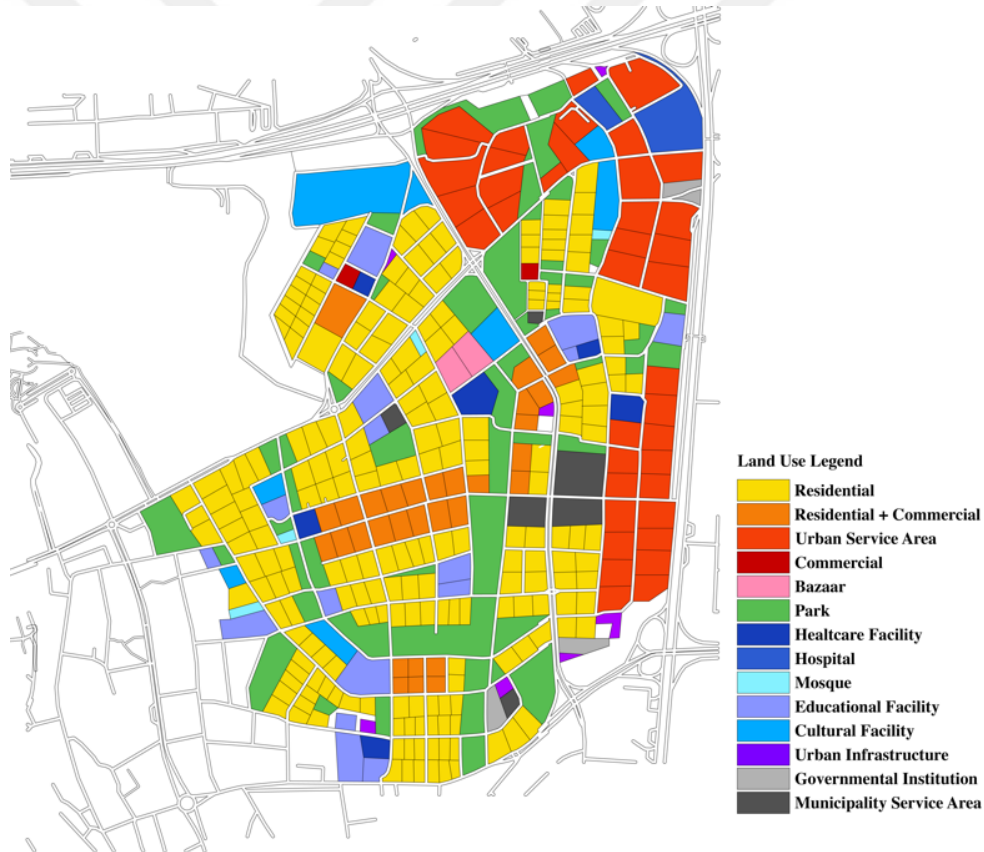 Land Use Legend
Residential
Residential + Commercial
Urban Service Area
Commercial
Bazaar
Park
Healtcare Facility
Hospital
Mosque
Educational Facility
Cultural Facility
Urban Infrastructure
Governmental Institution
Municipality Service Area